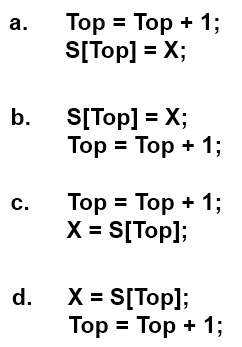 a. Top = Top + 1;
S[Top] = X;
b. S[Top] = X;
Top = Top + 1;
c. Top = Top + 1;
X = S[Top];
d. X = S[Top];
Top = Top + 1;